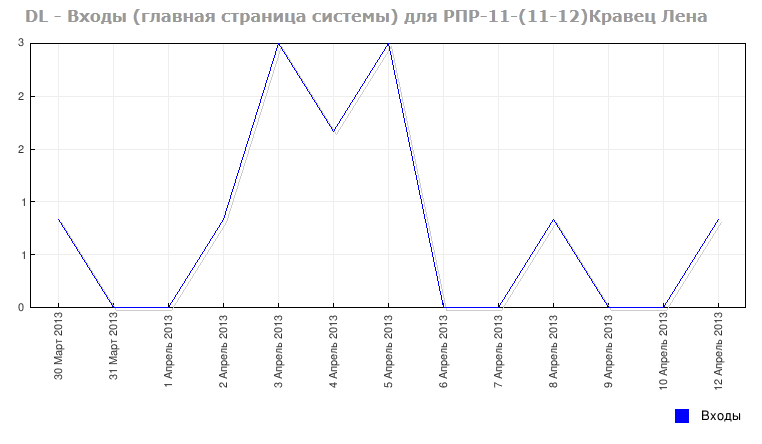 DL - Входы (главная страница системы) для РПР-11-(11-12)Кравец Лена
3
2
2
1
1
0
30 Март 2013
31 Март 2013
1 Апрель 2013
2 Апрель 2013
3 Апрель 2013
4 Апрель 2013
5 Апрель 2013
6 Апрель 2013
7 Апрель 2013
8 Апрель 2013
9 Апрель 2013
10 Апрель 2013
12 Апрель 2013
Входы